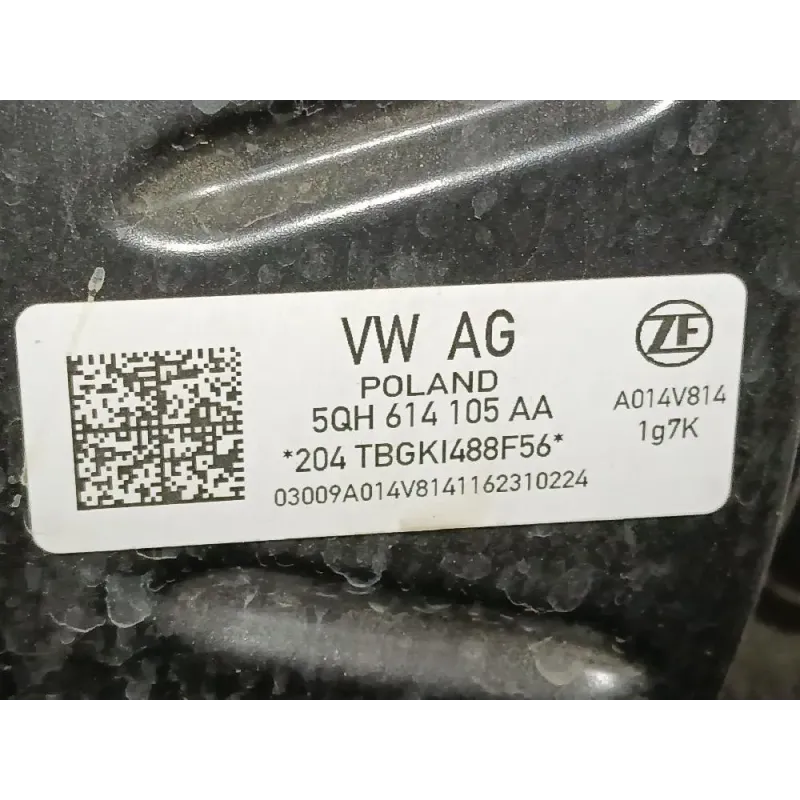 VW AG
POLAND
5QH 614 105 AA
*204 TBGKI488F56*
03009A014V8141162310224
ZF
A014V814
1g7K